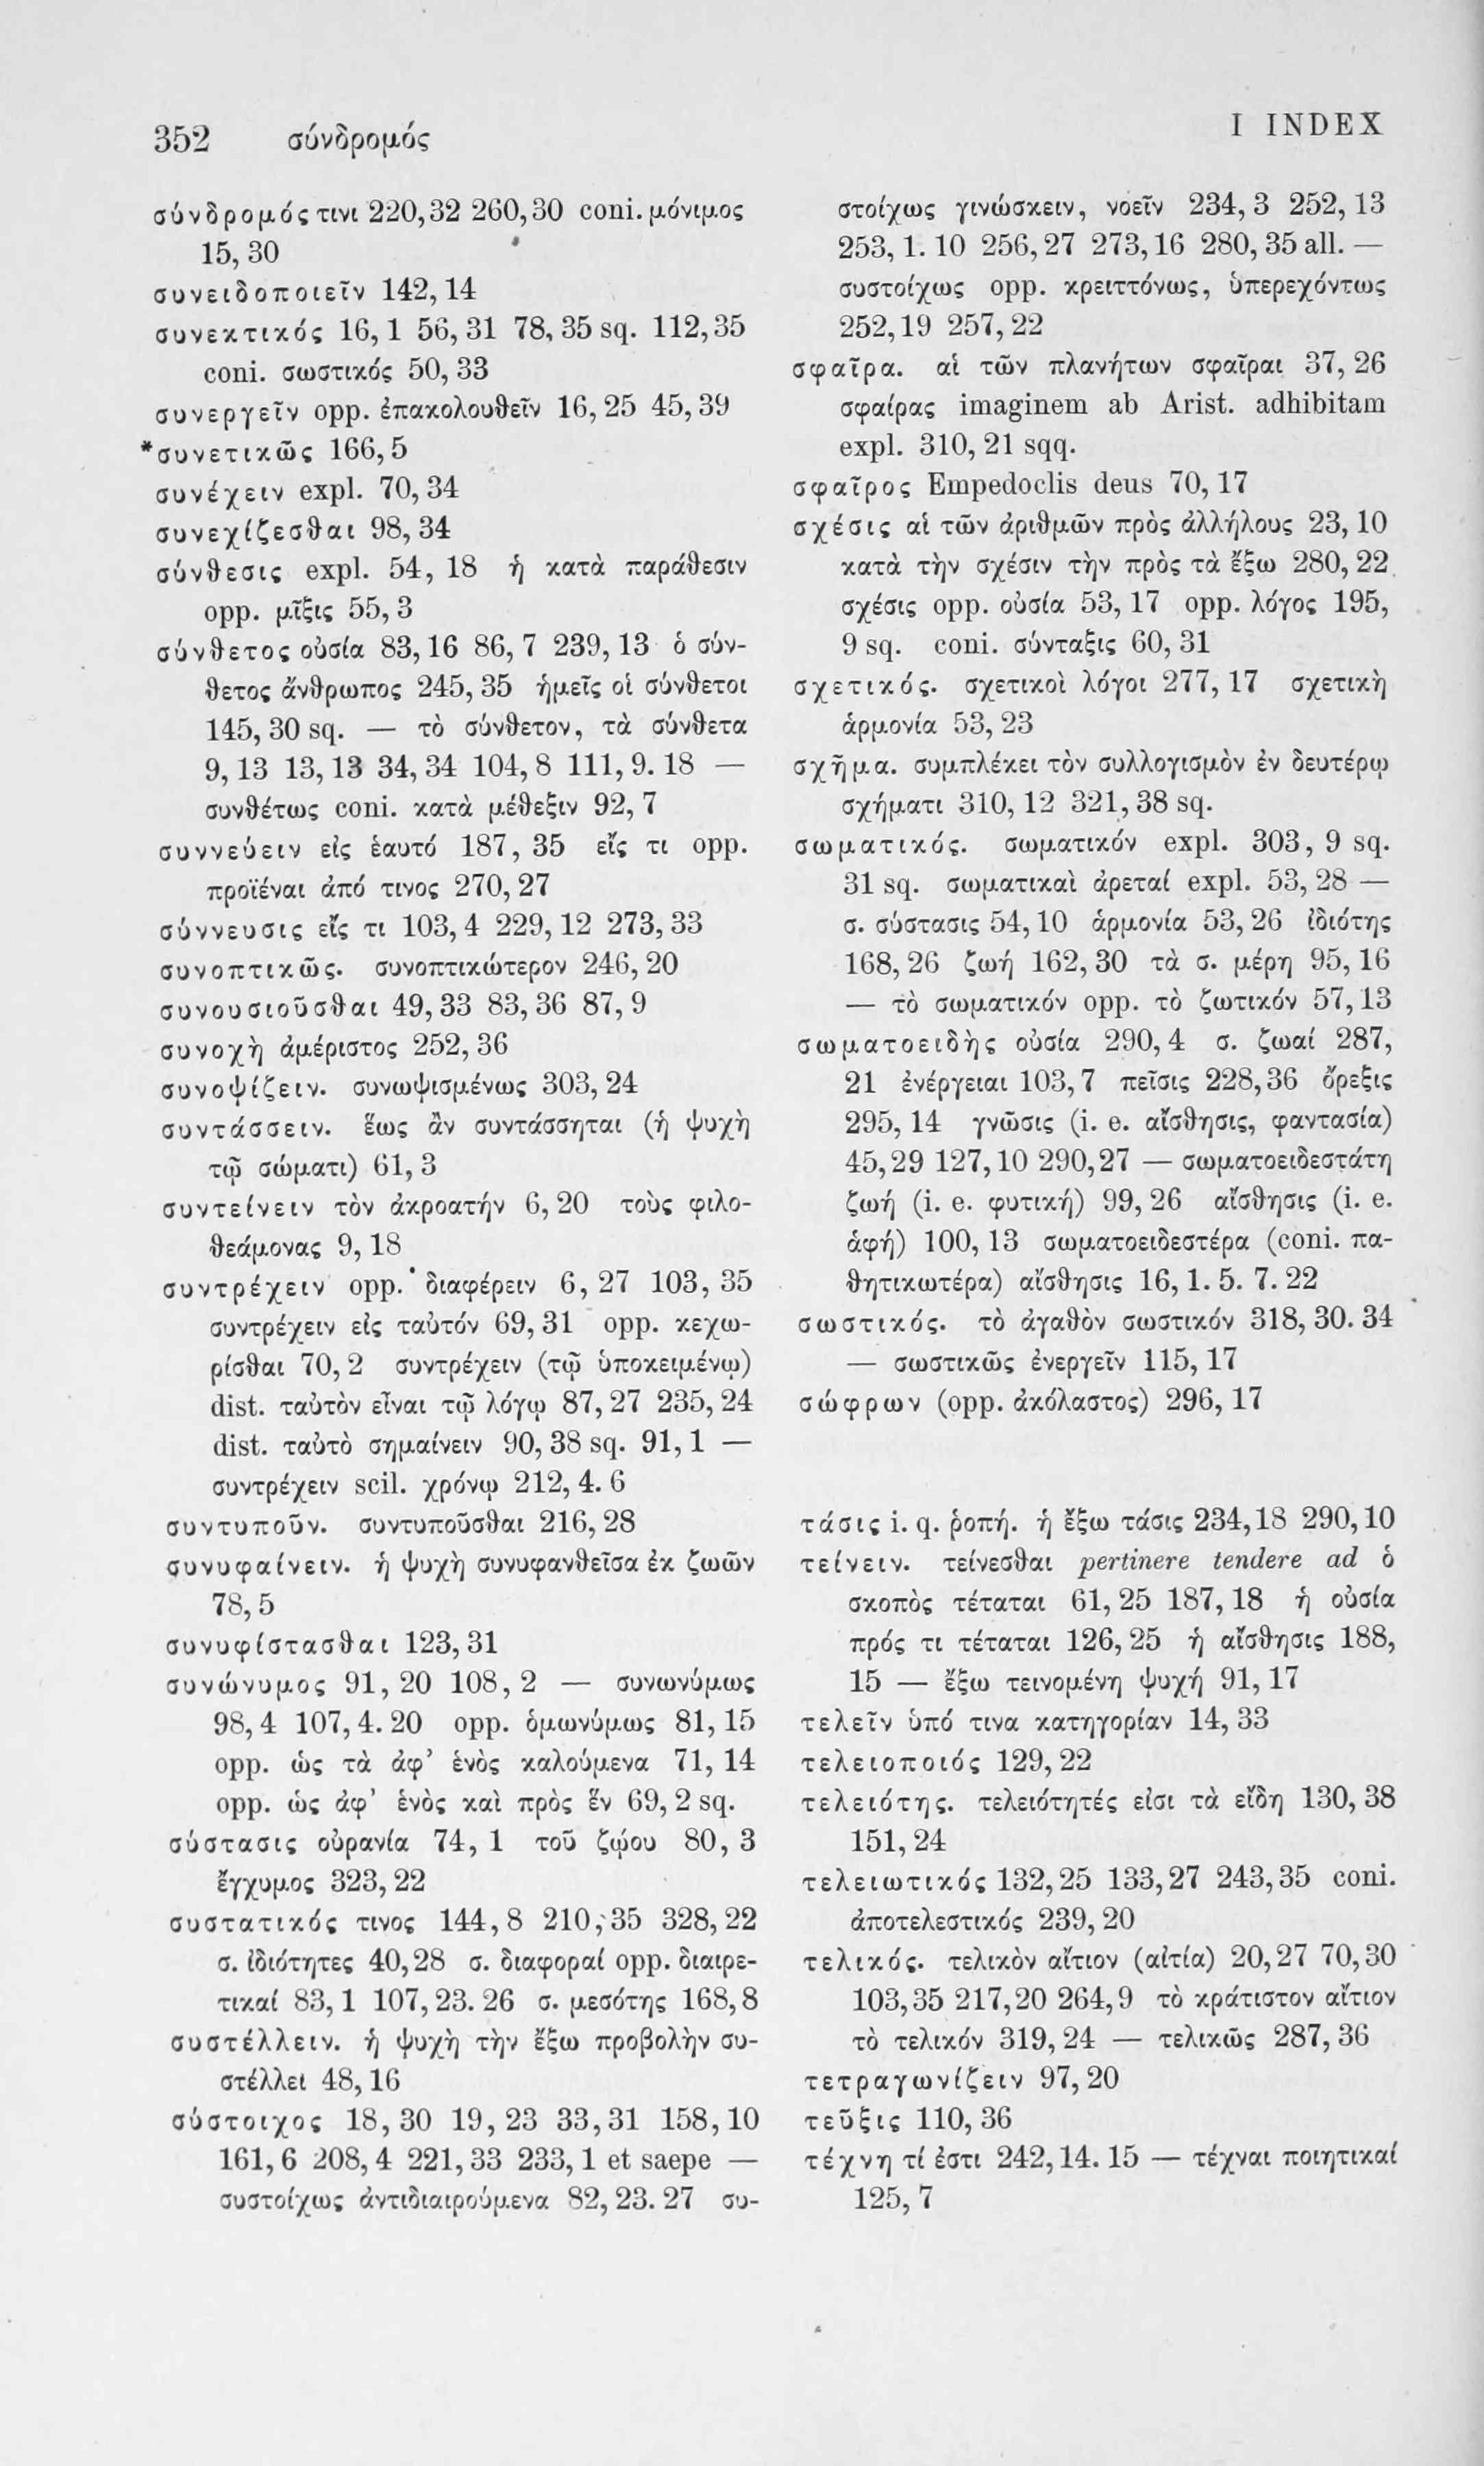 352 σύνδρομός
I INDEX
σύνδρομός τινι 220,32 260,30 coni. μόνιμος
15,30
συνειδοποιεῖν 142,14
συνεκτικός 16,1 56,31 78,35 sq. 112,35
coni. σωστικός 50,33
συνεργεῖν opp. ἐπακολουθεῖν 16,25 45,39
*συνετικῶς 166,5
συνέχειν expl. 70,34
συνεχίζεσθαι 98,34
σύνθεσις expl. 54, 18 ἡ κατὰ παράθεσιν
opp. μῖξις 55,3
σύνθετος οὐσία 83,16 86,7 239,13 ὁ σύν-
θετος ἄνθρωπος 245,35 ἡμεῖς οἱ σύνθετοι
145,30 sq. — τὸ σύνθετον, τὰ σύνθετα
9,13 13,13 34,34 104,8 111,9.18 —
συνθέτως coni. κατὰ μέθεξιν 92,7
συννεύειν εἰς ἑαυτό 187, 35 εἴς τι opp.
προϊέναι ἀπό τινος 270,27
σύννευσις εἴς τι 103,4 229,12 273,33
συνοπτικῶς. συνοπτικώτερον 246,20
συνουσιοῦσθαι 49,33 83,36 87,9
συνοχὴ ἀμέριστος 252,36
συνοψίζειν. συνωψισμένως 303,24
συντάσσειν. ἕως ἂν συντάσσηται (ἡ ψυχὴ
τῷ σώματι) 61,3
συντείνειν τὸν ἀκροατήν 6,20 τοὺς φιλο-
θεάμονας 9,18
συντρέχειν opp. διαφέρειν 6,27 103,35
συντρέχειν εἰς ταὐτόν 69,31 opp. κεχω-
ρίσθαι 70,2 συντρέχειν (τῷ ὑποκειμένῳ)
dist. ταὐτὸν εἶναι τῷ λόγῳ 87,27 235,24
dist. ταὐτὸ σημαίνειν 90,38 sq. 91,1 —
συντρέχειν scil. χρόνῳ 212,4.6
συντυποῦν. συντυποῦσθαι 216,28
συνυφαίνειν. ἡ ψυχὴ συνυφανθεῖσα ἐκ ζωῶν
78,5
συνυφίστασθαι 123,31
συνώνυμος 91,20 108,2 — συνωνύμως
98,4 107,4.20 opp. ὁμωνύμως 81,15
opp. ὡς τὰ ἀφ’ ἑνὸς καλούμενα 71,14
opp. ὡς ἀφ’ ἑνὸς καὶ πρὸς ἕν 69,2 sq.
σύστασις οὐρανία 74,1 τοῦ ζῴου 80,3
ἔγχυμος 323,22
συστατικός τινος 144,8 210,35 328,22
σ. ἰδιότητες 40,28 σ. διαφοραί opp. διαιρε-
τικαί 83,1 107,23.26 σ. μεσότης 168,8
συστέλλειν. ἡ ψυχὴ τὴν ἔξω προβολὴν συ-
στέλλει 48,16
σύστοιχος 18,30 19,23 33,31 158,10
161,6 208,4 221,33 233,1 et saepe —
συστοίχως ἀντιδιαιρούμενα 82,23.27 συ-
στοίχως γινώσκειν, νοεῖν 234,3 252,13
253,1.10 256,27 273,16 280,35 all. —
συστοίχως opp. κρειττόνως, ὑπερεχόντως
252,19 257,22
σφαῖρα. αἱ τῶν πλανήτων σφαῖραι 37,26
σφαίρας imaginem ab Arist. adhibitam
expl. 310,21 sqq.
σφαῖρος Empedoclis deus 70,17
σχέσις αἱ τῶν ἀριθμῶν πρὸς ἀλλήλους 23,10
κατὰ τὴν σχέσιν τὴν πρὸς τὰ ἔξω 280,22
σχέσις opp. οὐσία 53,17 opp. λόγος 195,
9 sq. coni. σύνταξις 60,31
σχετικός. σχετικοὶ λόγοι 277,17 σχετικὴ
ἁρμονία 53,23
σχῆμα. συμπλέκει τὸν συλλογισμὸν ἐν δευτέρῳ
σχήματι 310,12 321,38 sq.
σωματικός. σωματικόν expl. 303,9 sq.
31 sq. σωματικαὶ ἀρεταί expl. 53,28 —
σ. σύστασις 54,10 ἁρμονία 53,26 ἰδιότης
168,26 ζωή 162,30 τὰ σ. μέρη 95,16
— τὸ σωματικόν opp. τὸ ζωτικόν 57,13
σωματοειδὴς οὐσία 290,4 σ. ζωαί 287,
21 ἐνέργειαι 103,7 πεῖσις 228,36 ὄρεξις
295,14 γνῶσις (i. e. αἴσθησις, φαντασία)
45,29 127,10 290,27 — σωματοειδεστάτη
ζωή (i. e. φυτική) 99,26 αἴσθησις (i. e.
ἁφή) 100,13 σωματοειδεστέρα (coni. πα-
θητικωτέρα) αἴσθησις 16,1.5.7.22
σωστικός. τὸ ἀγαθὸν σωστικόν 318,30.34
— σωστικῶς ἐνεργεῖν 115,17
σώφρων (opp. ἀκόλαστος) 296,17
τάσις i. q. ῥοπή. ἡ ἔξω τάσις 234,18 290,10
τείνειν. τείνεσθαι pertinere tendere ad ὁ
σκοπὸς τέταται 61,25 187,18 ἡ οὐσία
πρός τι τέταται 126,25 ἡ αἴσθησις 188,
15 — ἔξω τεινομένη ψυχή 91,17
τελεῖν ὑπό τινα κατηγορίαν 14,33
τελειοποιός 129,22
τελειότης. τελειότητές εἰσι τὰ εἴδη 130,38
151,24
τελειωτικός 132,25 133,27 243,35 coni.
ἀποτελεστικός 239,20
τελικός. τελικὸν αἴτιον (αἰτία) 20,27 70,30
103,35 217,20 264,9 τὸ κράτιστον αἴτιον
τὸ τελικόν 319,24 — τελικῶς 287,36
τετραγωνίζειν 97,20
τεῦξις 110,36
τέχνη τί ἐστι 242,14.15 — τέχναι ποιητικαί
125,7